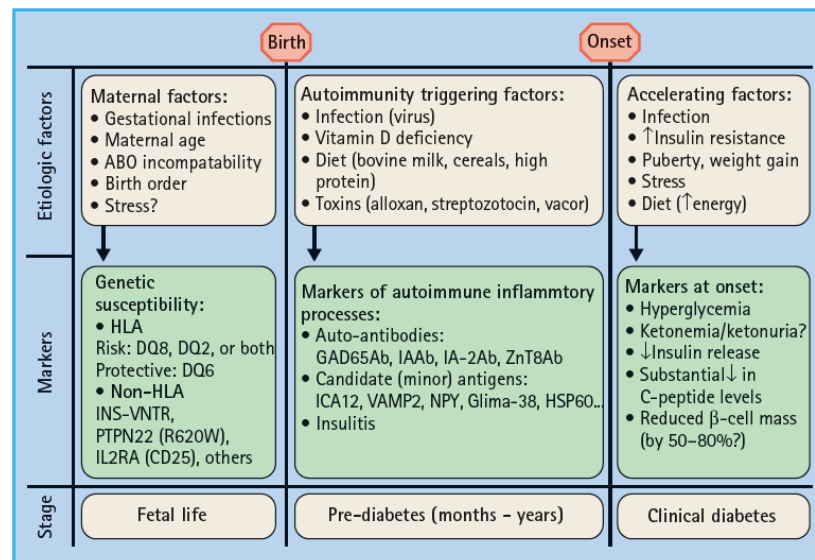 Birth
Onset
Etiologic factors
Maternal factors:
• Gestational infections
• Maternal age
• ABO incompatability
• Birth order
• Stress?
Autoimmunity triggering factors:
• Infection (virus)
• Vitamin D deficiency
• Diet (bovine milk, cereals, high
protein)
• Toxins (alloxan, streptozotocin, vacor)
Accelerating factors:
• Infection
• ↑Insulin resistance
• Puberty, weight gain
• Stress
• Diet (↑energy)
Markers
Genetic
susceptibility:
• HLA
Risk: DQ8, DQ2, or both
Protective: DQ6
• Non-HLA
INS-VNTR,
PTPN22 (R620W),
IL2RA (CD25), others
Markers of autoimmune inflammtory
processes:
• Auto-antibodies:
GAD65Ab, IAAb, IA-2Ab, ZnT8Ab
• Candidate (minor) antigens:
ICA12, VAMP2, NPY, Glima-38, HSP60...
• Insulitis
Markers at onset:
• Hyperglycemia
• Ketonemia/ketonuria?
• ↓Insulin release
• Substantial↓ in
C-peptide levels
• Reduced β-cell mass
(by 50–80%?)
Stage
Fetal life
Pre-diabetes (months – years)
Clinical diabetes